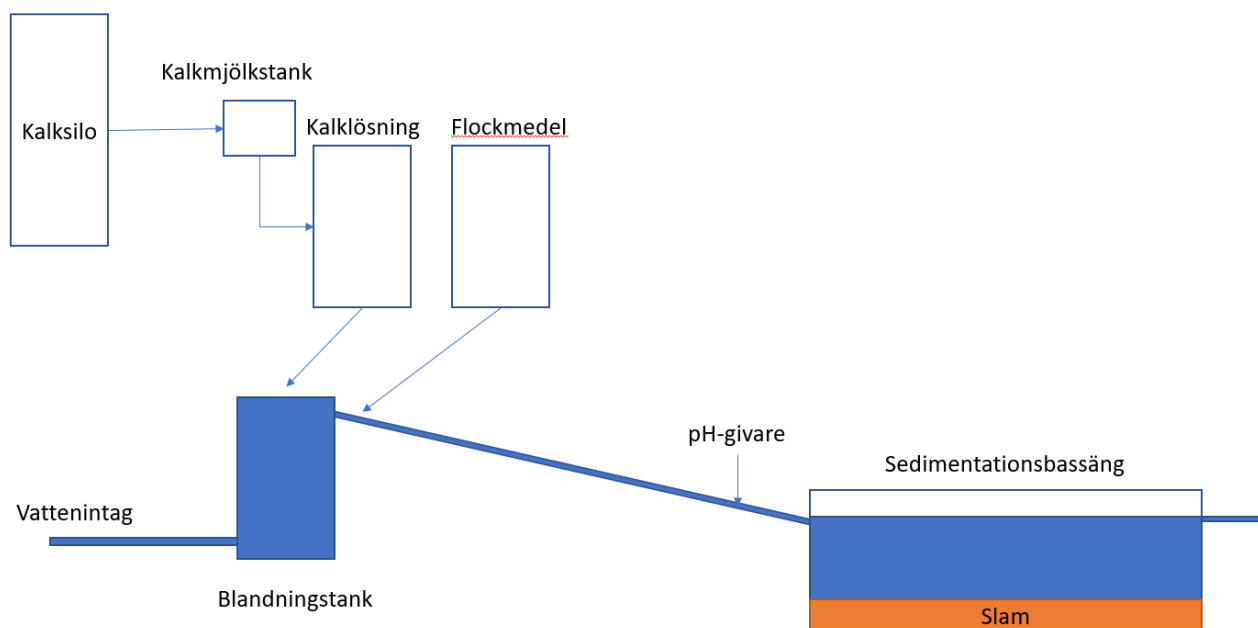 Kalkmjölkstank
Kalksilo
Kalklösning
Flockmedel
pH-givare
Sedimentationsbassäng
Vattenintag
Blandningstank
Slam